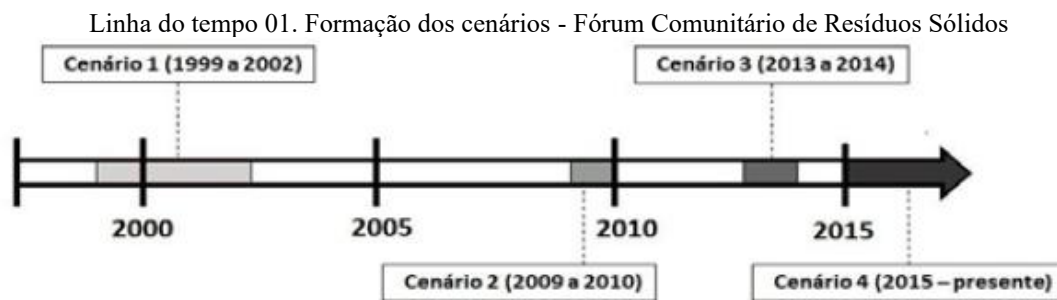 Linha do tempo 01. Formação dos cenários - Fórum Comunitário de Resíduos Sólidos
Cenário 1 (1999 a 2002)
Cenário 3 (2013 a 2014)
2000
2005
2010
2015
Cenário 2 (2009 a 2010)
Cenário 4 (2015 – presente)